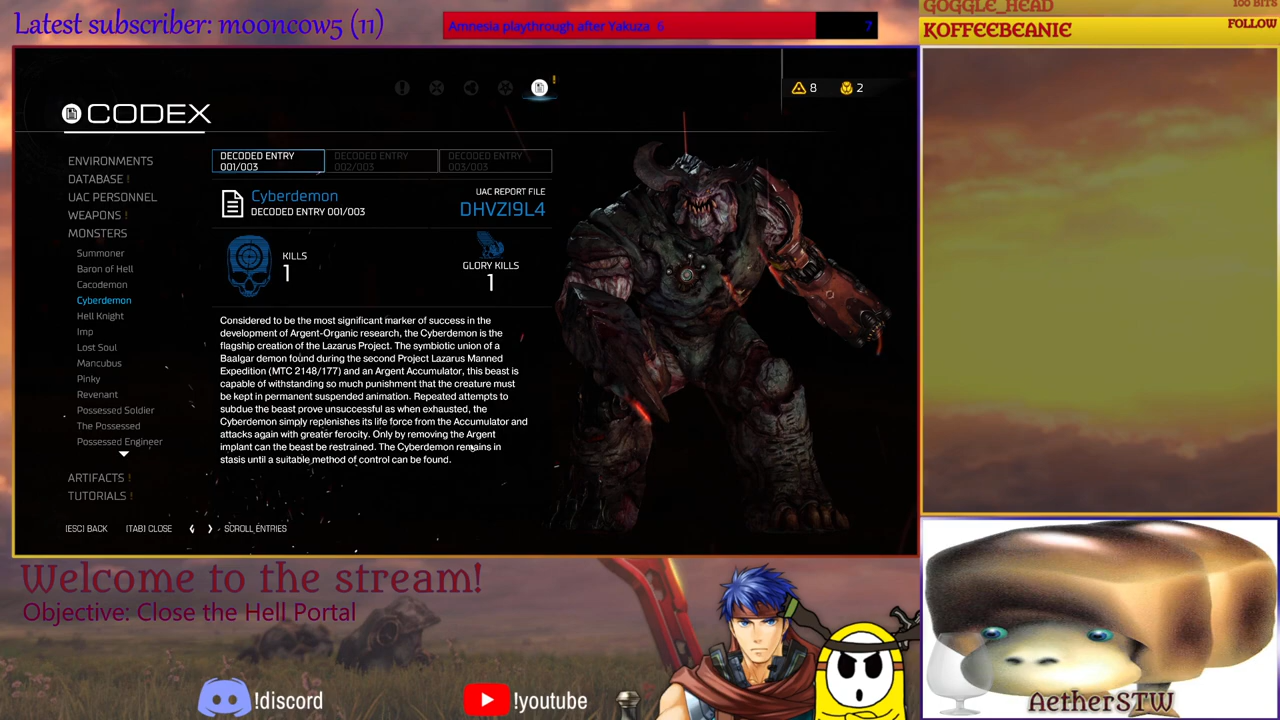 Latest subscriber: mooncow5 (11)
Amnesia playthrough after Yakuza 6
7
GOGGLE_HEAD
100 BITS
KOFFEEBEANIE
FOLLOW
CODEX
!
8
2
ENVIRONMENTS
DATABASE !
UAC PERSONNEL
WEAPONS !
MONSTERS
Summoner
Baron of Hell
Cacodemon
Cyberdemon
Hell Knight
Imp
Lost Soul
Mancubus
Pinky
Revenant
Possessed Soldier
The Possessed
Possessed Engineer
ARTIFACTS !
TUTORIALS !
DECODED ENTRY
001/003
DECODED ENTRY
002/003
DECODED ENTRY
003/003
Cyberdemon
DECODED ENTRY 001/003
UAC REPORT FILE
DHVZI9L4
KILLS
1
GLORY KILLS
1
Considered to be the most significant marker of success in the
development of Argent-Organic research, the Cyberdemon is the
flagship creation of the Lazarus Project. The symbiotic union of a
Baalgar demon found during the second Project Lazarus Manned
Expedition (MTC 2148/177) and an Argent Accumulator, this beast is
capable of withstanding so much punishment that the creature must
be kept in permanent suspended animation. Repeated attempts to
subdue the beast prove unsuccessful as when exhausted, the
Cyberdemon simply replenishes its life force from the Accumulator and
attacks again with greater ferocity. Only by removing the Argent
implant can the beast be restrained. The Cyberdemon remains in
stasis until a suitable method of control can be found.
[ESC] BACK [TAB] CLOSE SCROLL ENTRIES
Welcome to the stream!
Objective: Close the Hell Portal
!discord
!youtube
AetherSTW